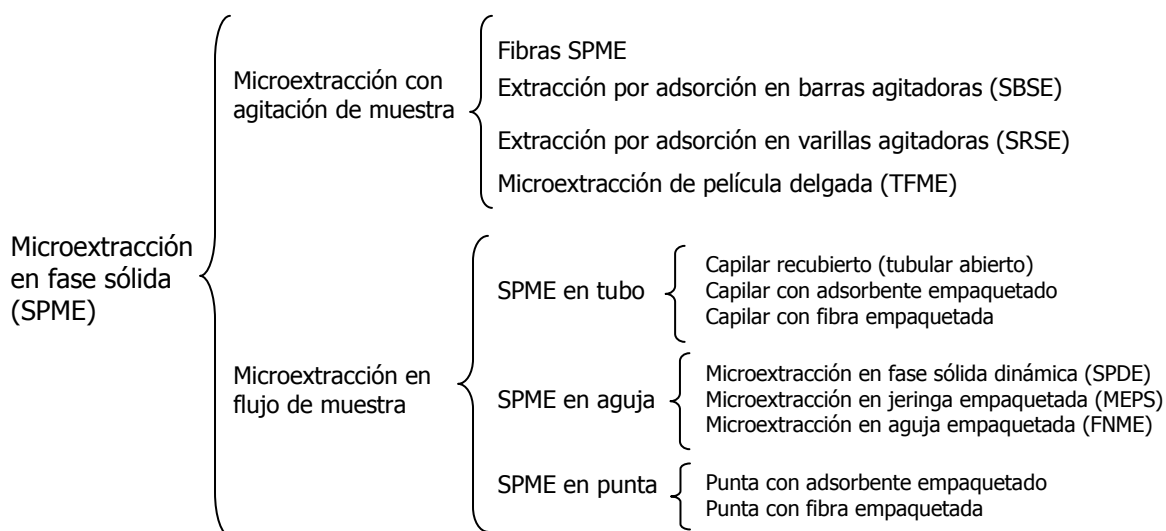 Microextracción
en fase sólida
(SPME)
Microextracción con
agitación de muestra
Fibras SPME
Extracción por adsorción en barras agitadoras (SBSE)
Extracción por adsorción en varillas agitadoras (SRSE)
Microextracción de película delgada (TFME)
Microextracción en
flujo de muestra
SPME en tubo
Capilar recubierto (tubular abierto)
Capilar con adsorbente empaquetado
Capilar con fibra empaquetada
SPME en aguja
Microextracción en fase sólida dinámica (SPDE)
Microextracción en jeringa empaquetada (MEPS)
Microextracción en aguja empaquetada (FNME)
SPME en punta
Punta con adsorbente empaquetado
Punta con fibra empaquetada